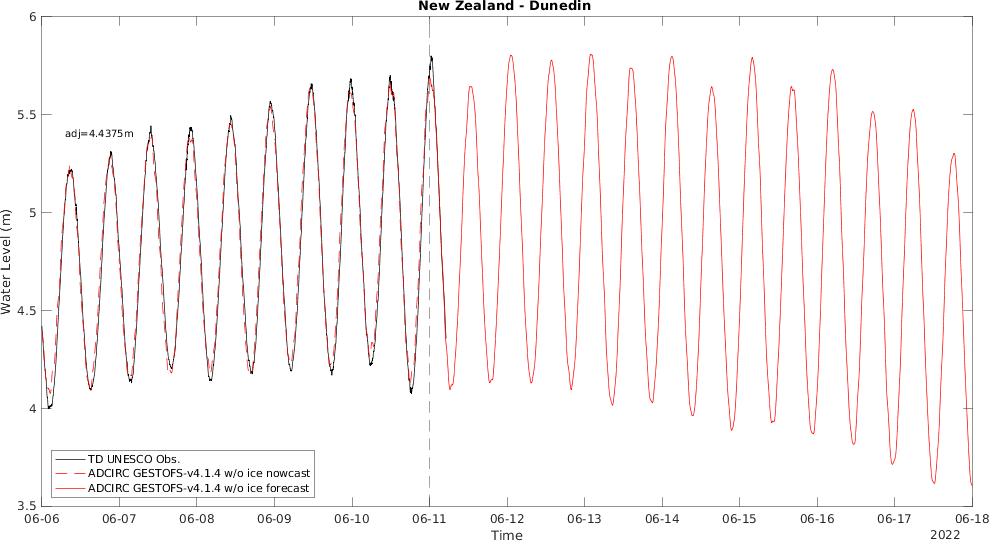 New Zealand - Dunedin
6
5.5
adj=4.4375m
5
Water Level (m)
4.5
4
TD UNESCO Obs.
ADCIRC GESTOFS-v4.1.4 w/o ice nowcast
ADCIRC GESTOFS-v4.1.4 w/o ice forecast
3.5
06-06 06-07 06-08 06-09 06-10 06-11 06-12 06-13 06-14 06-15 06-16 06-17 06-18
Time
2022